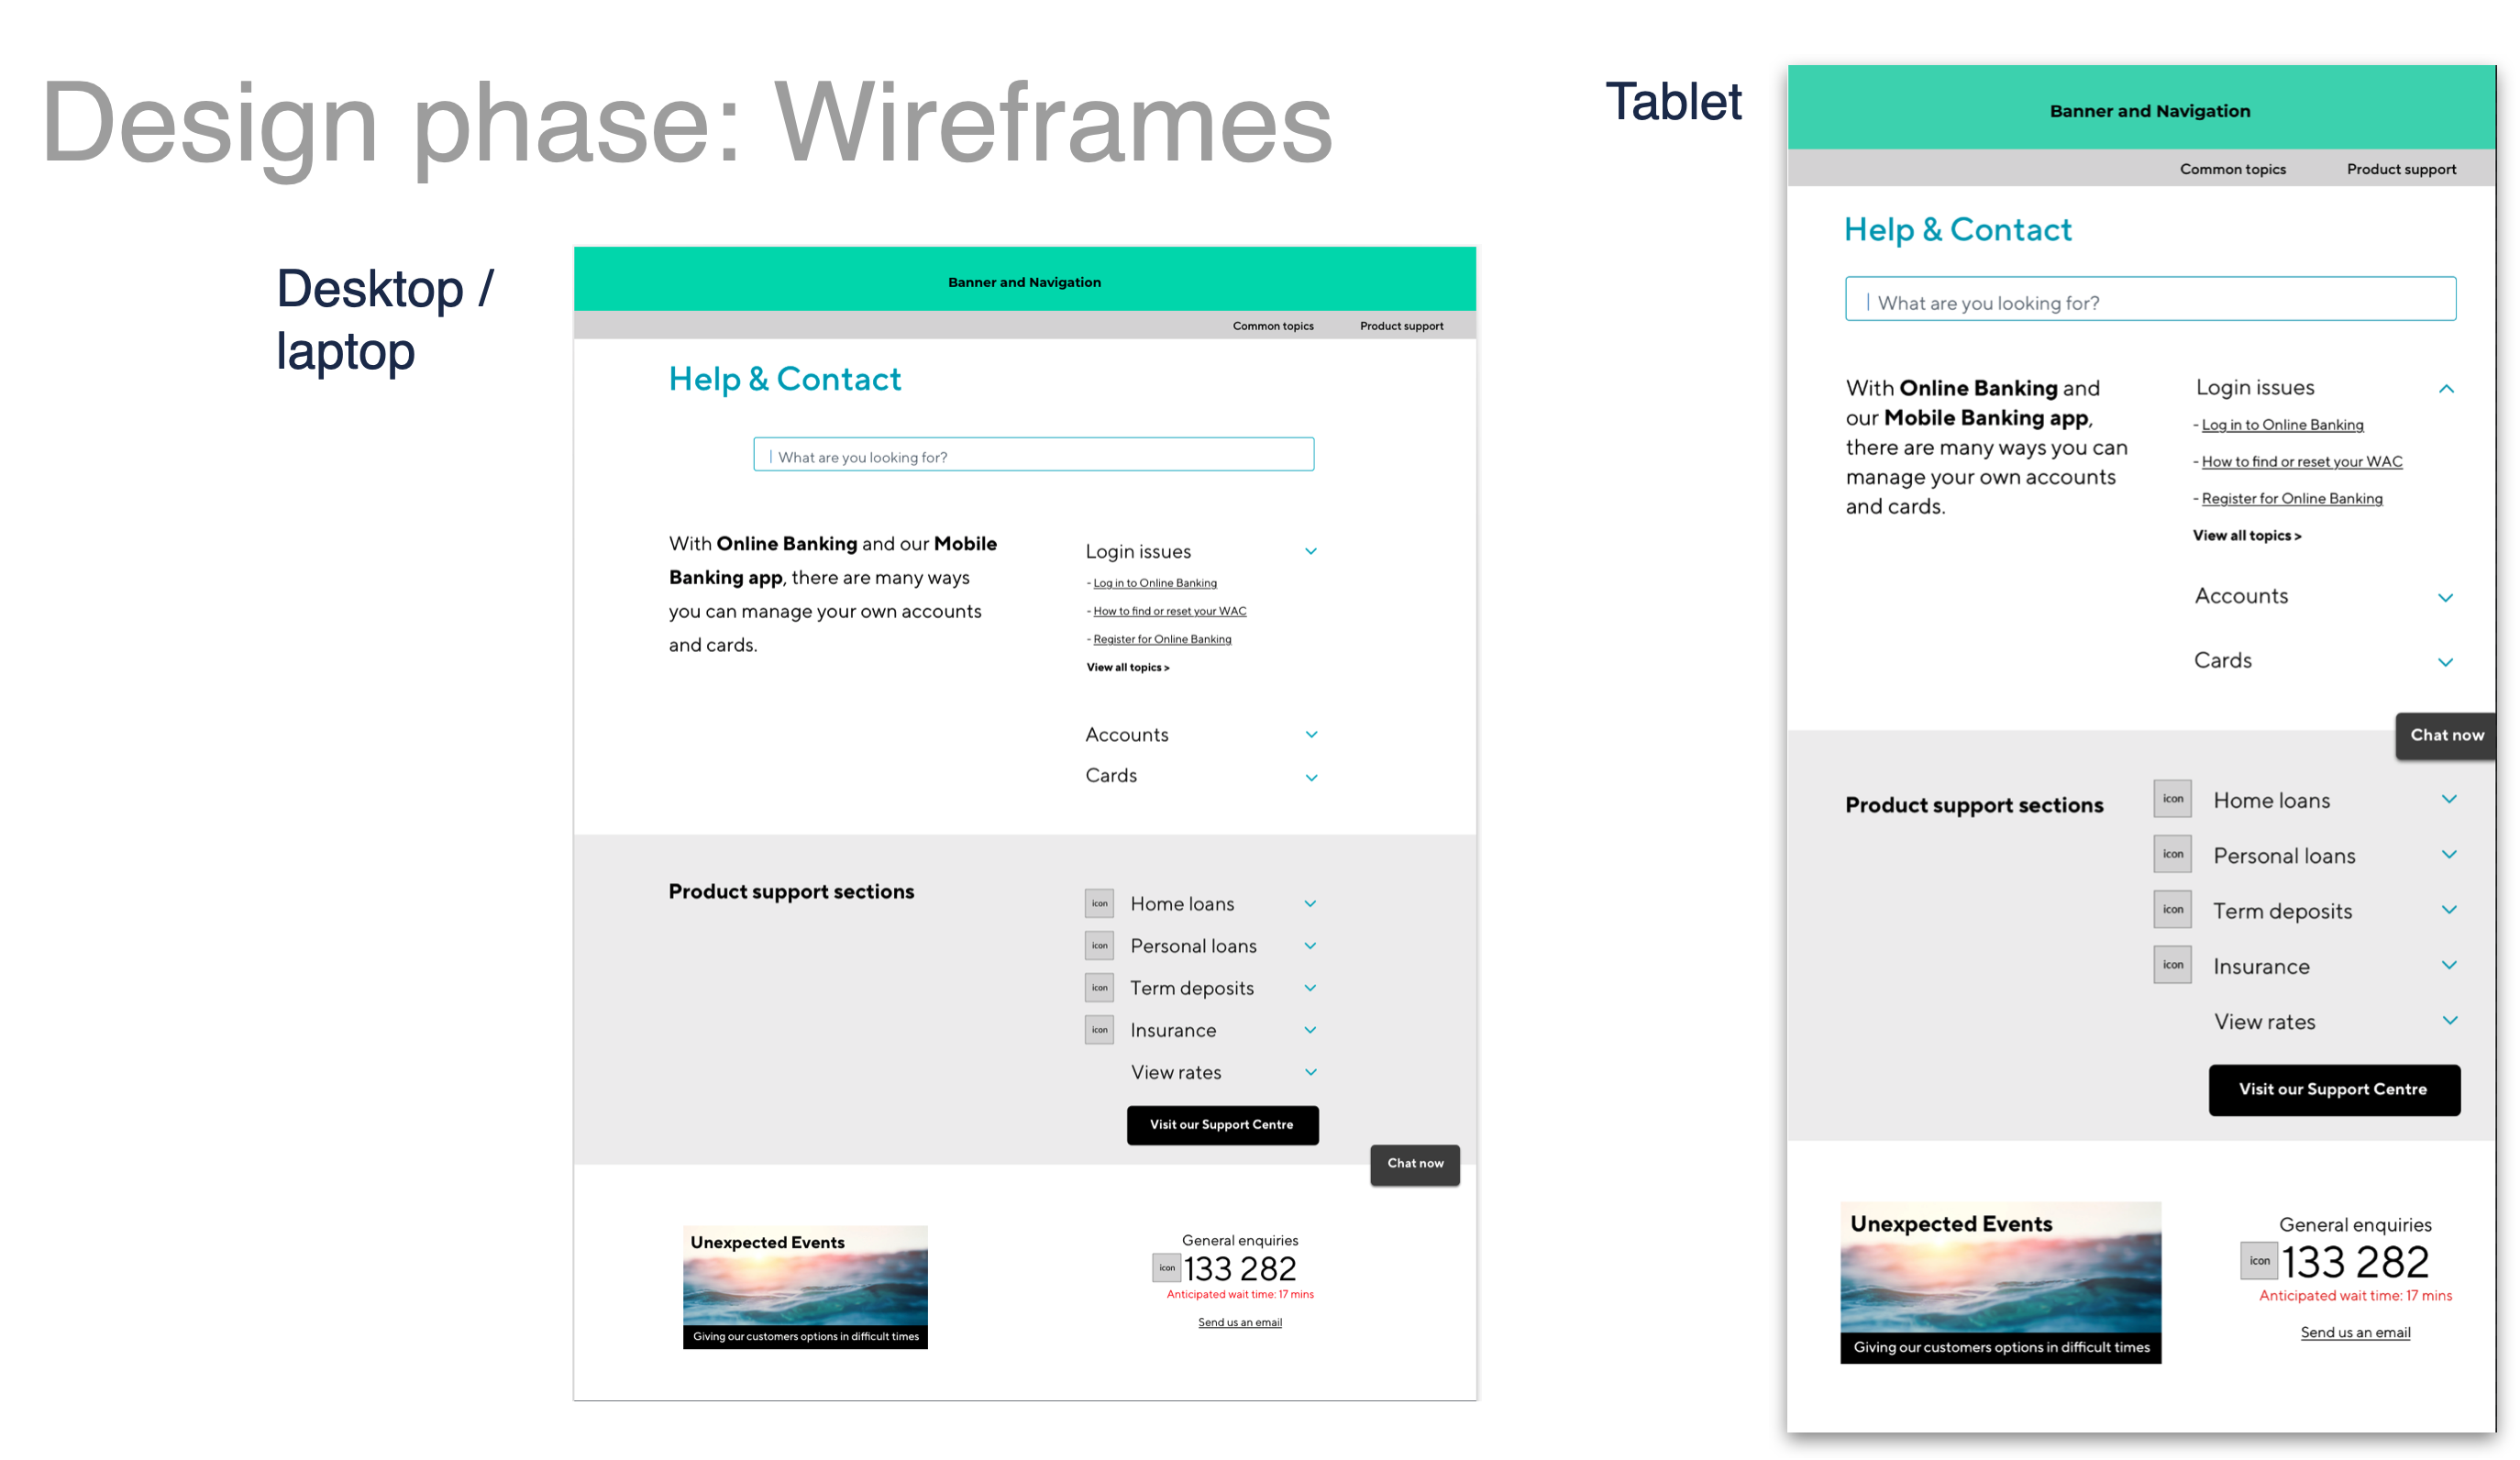 Design phase: Wireframes
Desktop /
laptop
Banner and Navigation
Common topics Product support
Help & Contact
What are you looking for?
With Online Banking and our Mobile
Banking app, there are many ways
you can manage your own accounts
and cards.
Login issues
- Log in to Online Banking
- How to find or reset your WAC
- Register for Online Banking
View all topics >
Accounts
Cards
Product support sections
icon Home loans
icon Personal loans
icon Term deposits
icon Insurance
View rates
Visit our Support Centre
Chat now
Unexpected Events
Giving our customers options in difficult times
General enquiries
icon 133 282
Anticipated wait time: 17 mins
Send us an email
Tablet
Banner and Navigation
Common topics Product support
Help & Contact
What are you looking for?
With Online Banking and
our Mobile Banking app,
there are many ways you can
manage your own accounts
and cards.
Login issues
- Log in to Online Banking
- How to find or reset your WAC
- Register for Online Banking
View all topics >
Accounts
Cards
Chat now
Product support sections
icon Home loans
icon Personal loans
icon Term deposits
icon Insurance
View rates
Visit our Support Centre
Unexpected Events
Giving our customers options in difficult times
General enquiries
icon 133 282
Anticipated wait time: 17 mins
Send us an email